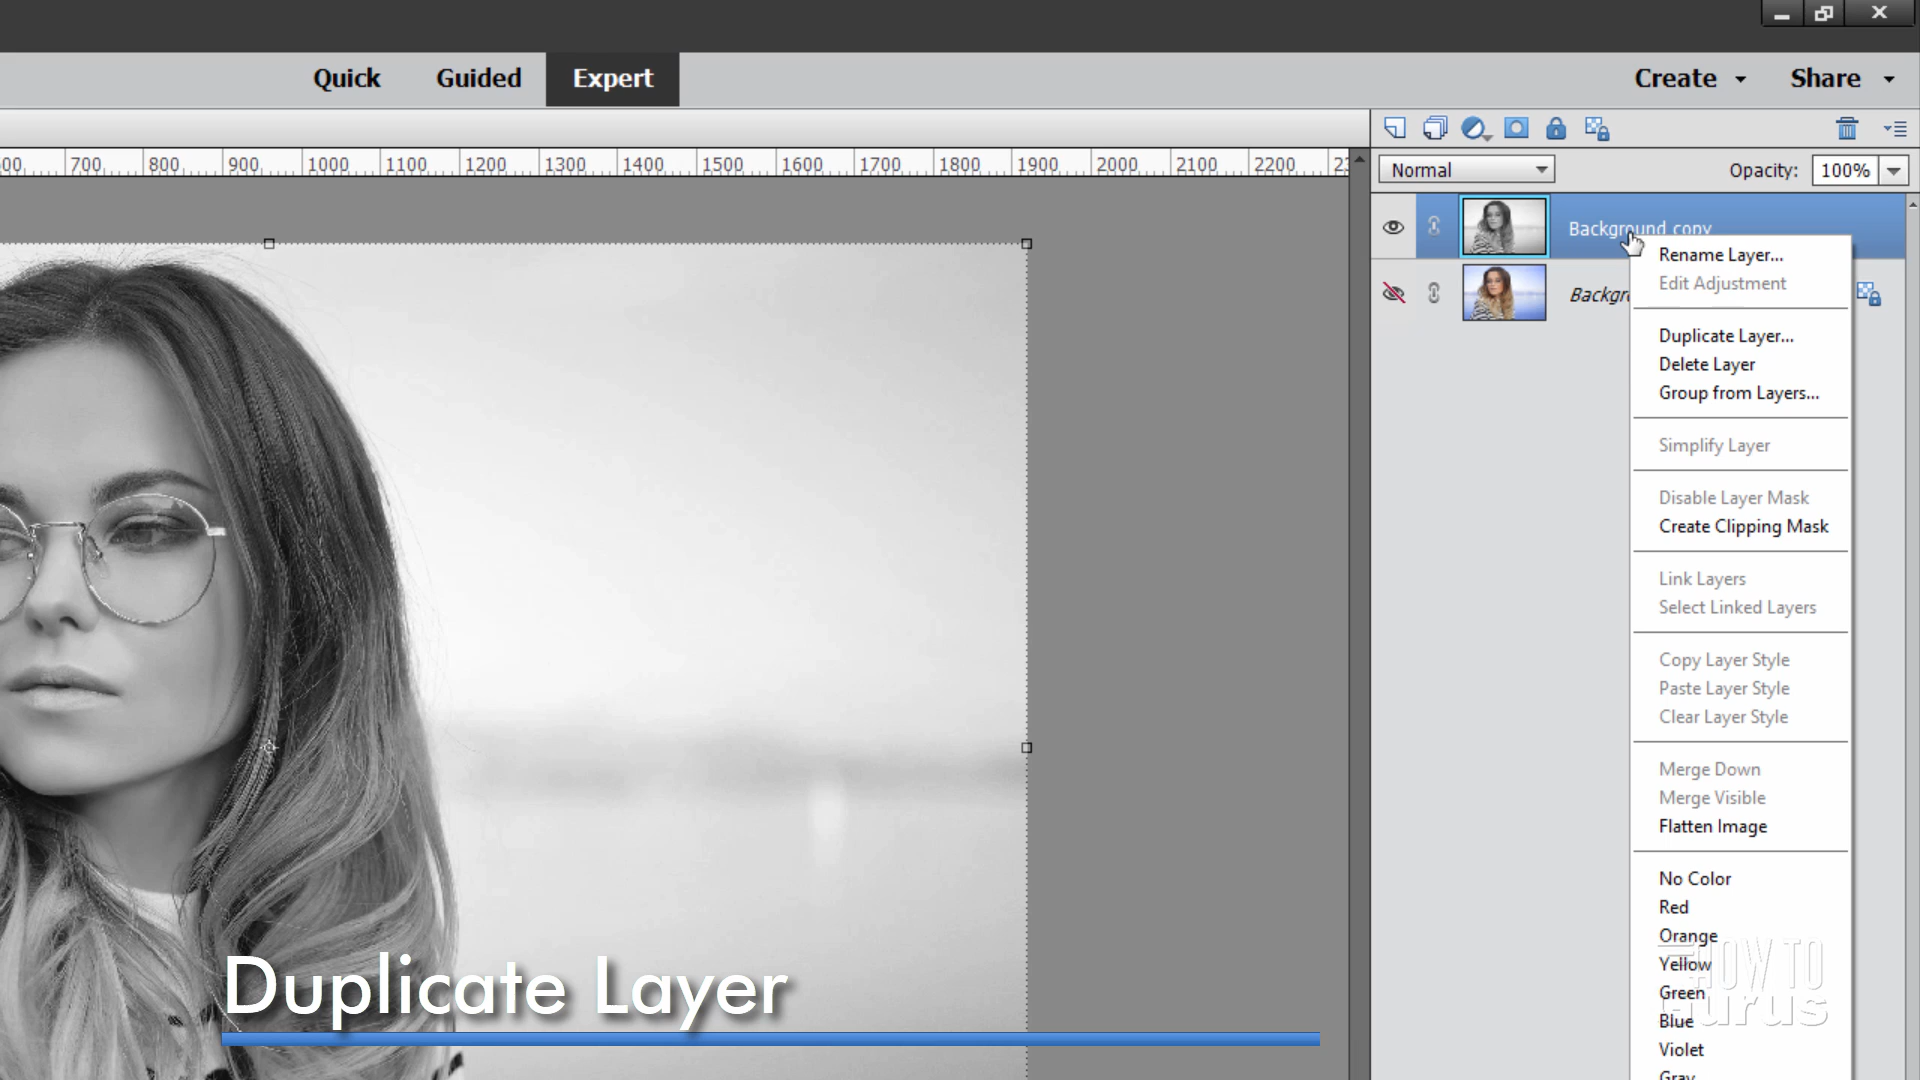 Quick Guided Expert Create Share
700 800 900 1000 1100 1200 1300 1400 1500 1600 1700 1800 1900 2000 2100 2200
Normal Opacity: 100%
Background copy
Rename Layer...
Edit Adjustment
Duplicate Layer...
Delete Layer
Group from Layers...
Simplify Layer
Disable Layer Mask
Create Clipping Mask
Link Layers
Select Linked Layers
Copy Layer Style
Paste Layer Style
Clear Layer Style
Merge Down
Merge Visible
Flatten Image
No Color
Red
Orange
Yellow
Green
Blue
Violet
Gray
Duplicate Layer
HOW TO
Gurus